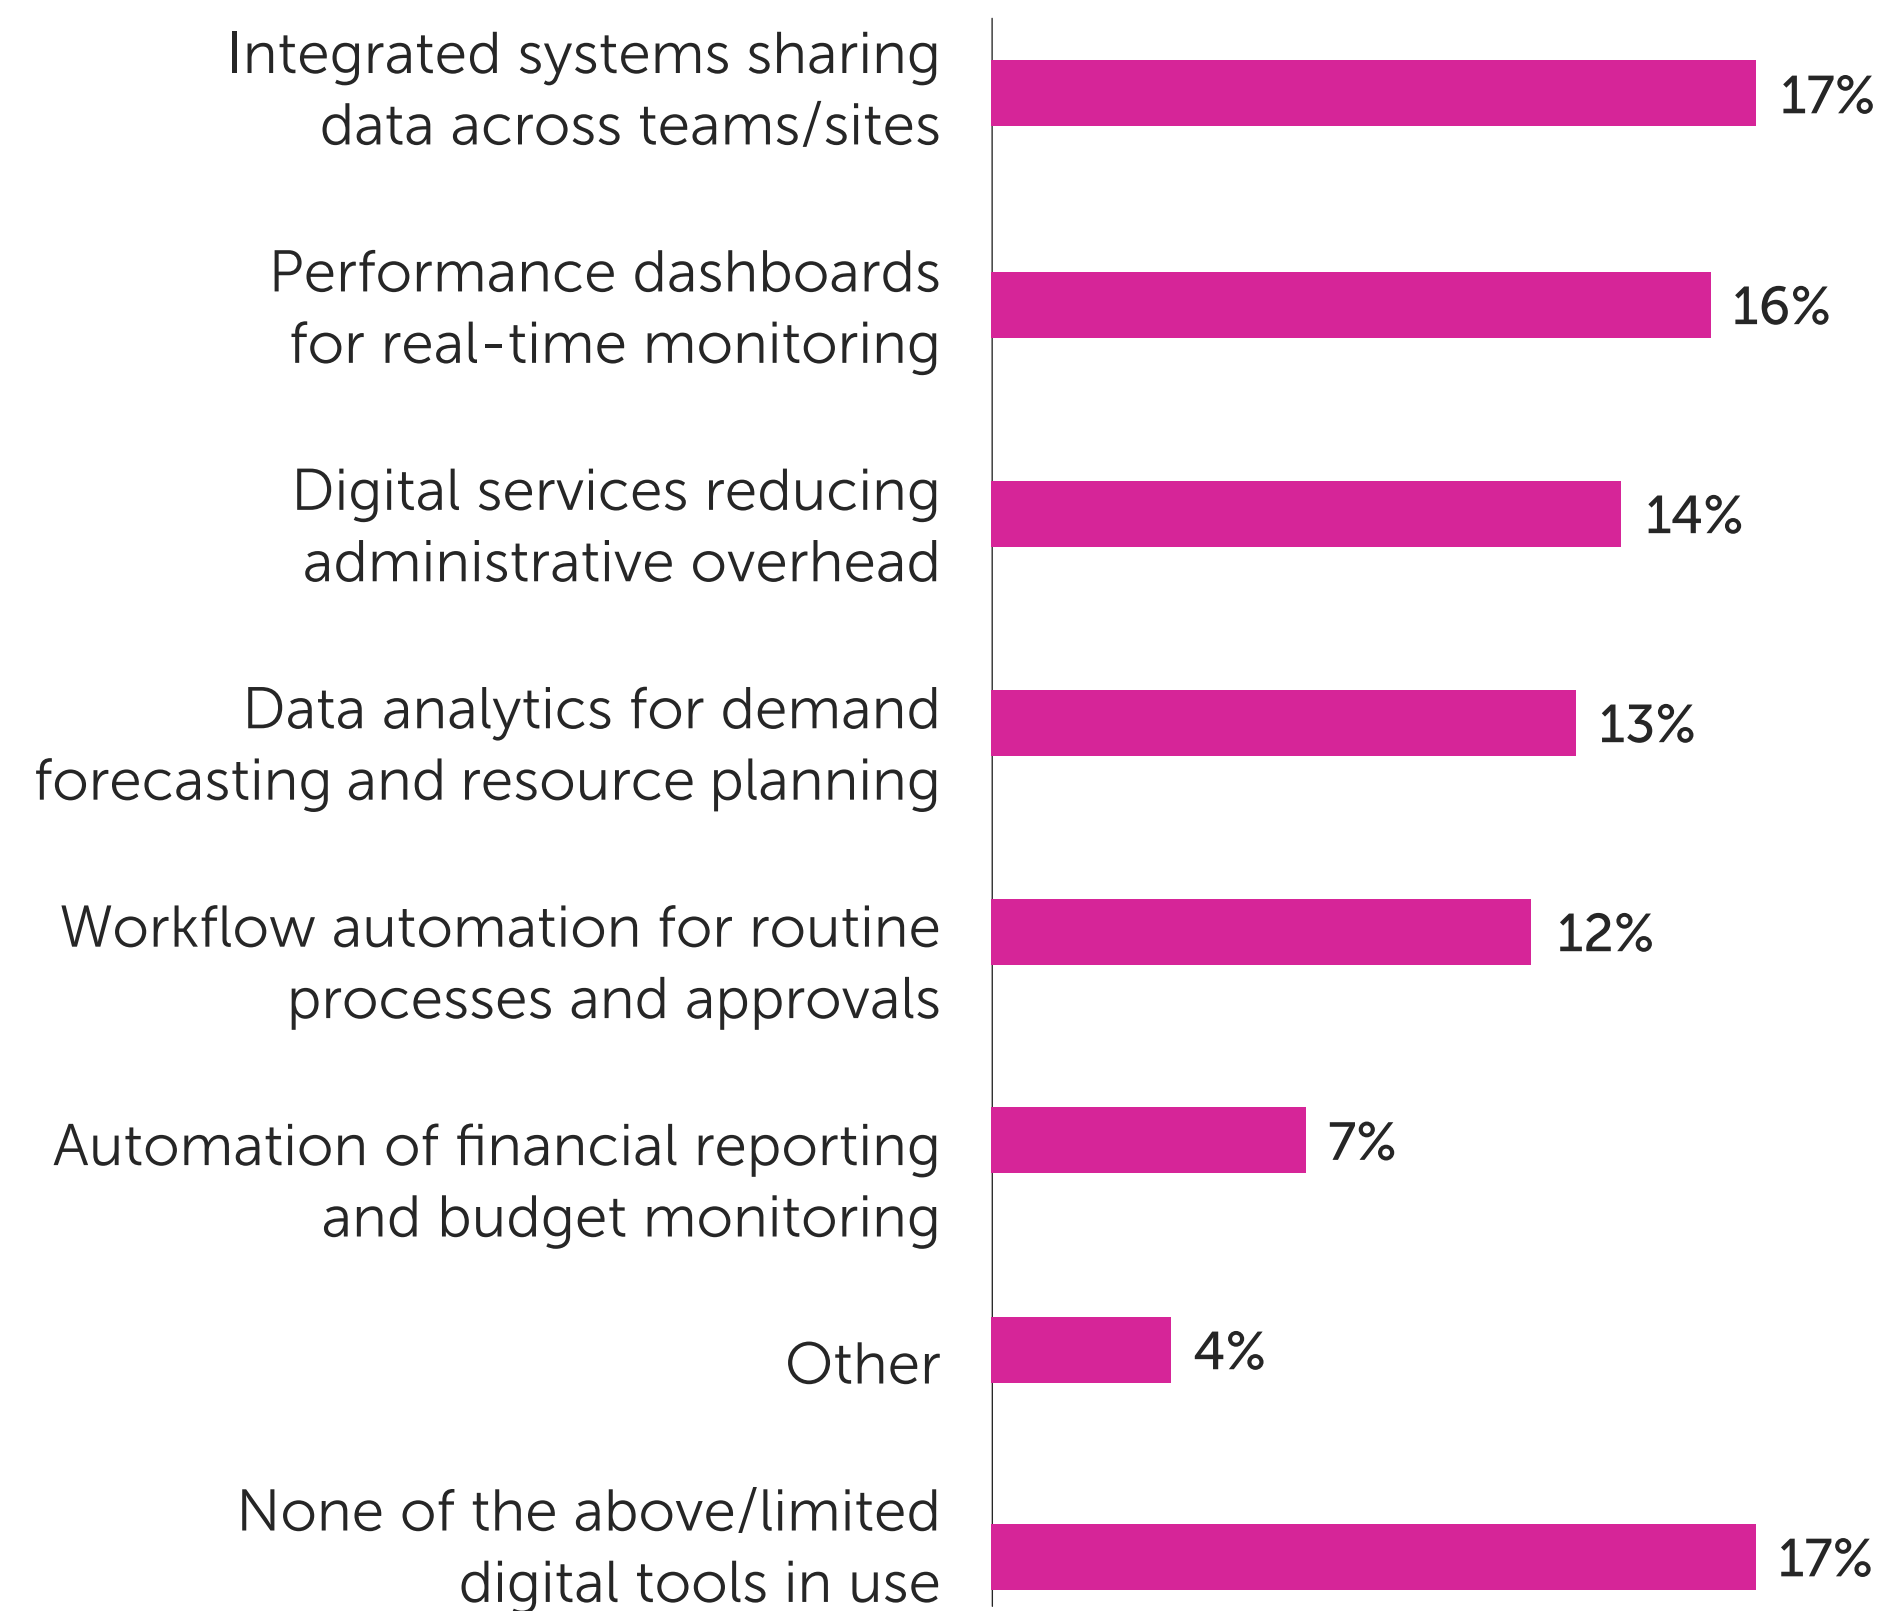 Integrated systems sharing
data across teams/sites
17%
Performance dashboards
for real-time monitoring
16%
Digital services reducing
administrative overhead
14%
Data analytics for demand
forecasting and resource planning
13%
Workflow automation for routine
processes and approvals
12%
Automation of financial reporting
and budget monitoring
7%
Other
4%
None of the above/limited
digital tools in use
17%